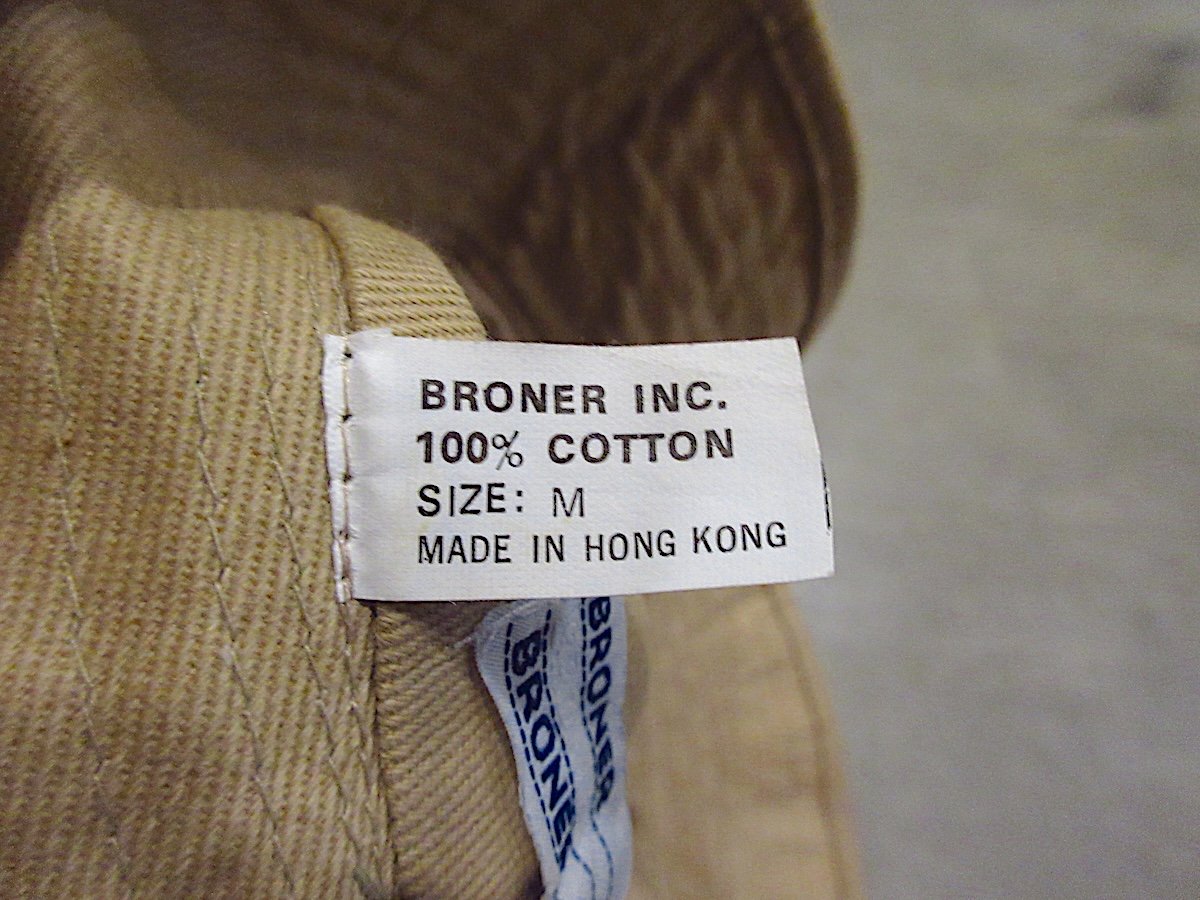 BRONER INC.
100% COTTON
SIZE: M
MADE IN HONG KONG
BRONER
BRONER